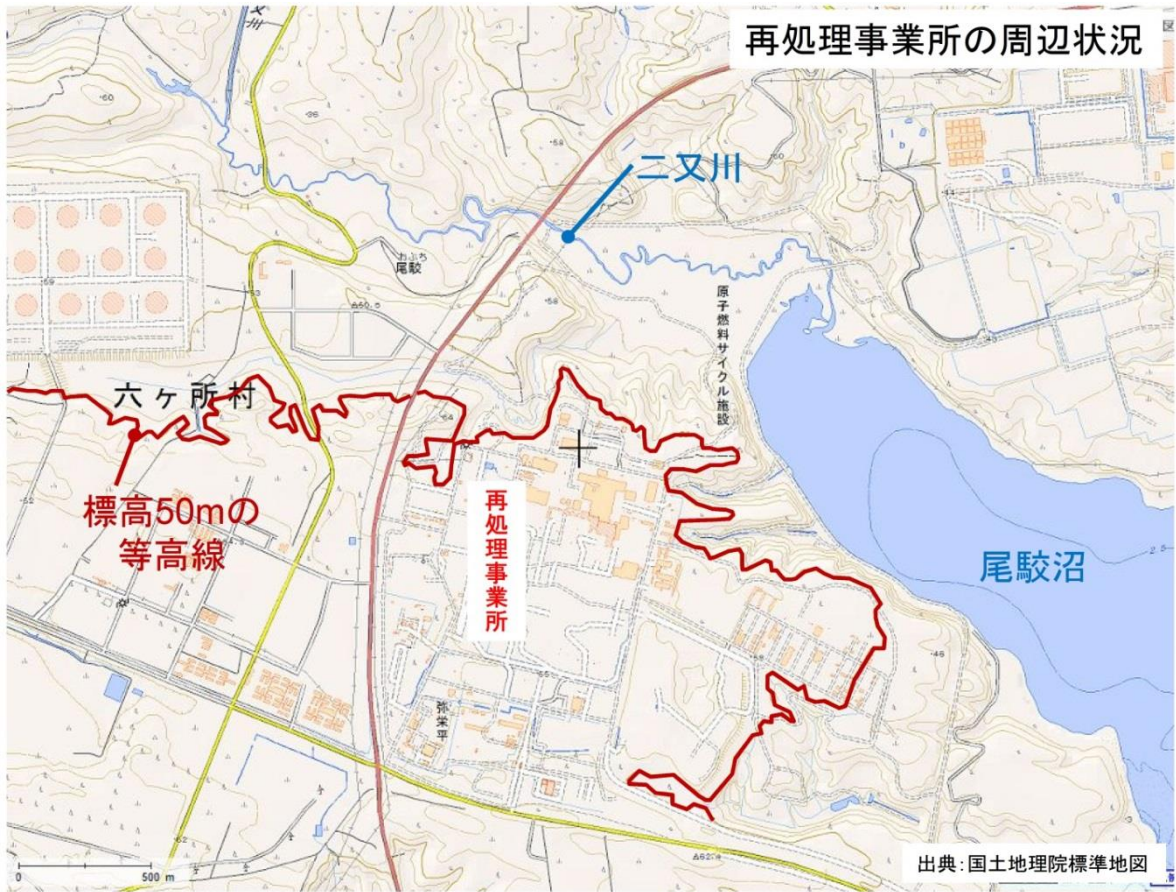 再処理事業所の周辺状況
二又川
おぶち
尾駮
原子燃料サイクル施設
六ヶ所村
標高50mの
等高線
再処理事業所
尾駮沼
弥栄平
出典：国土地理院標準地図
0
500 m